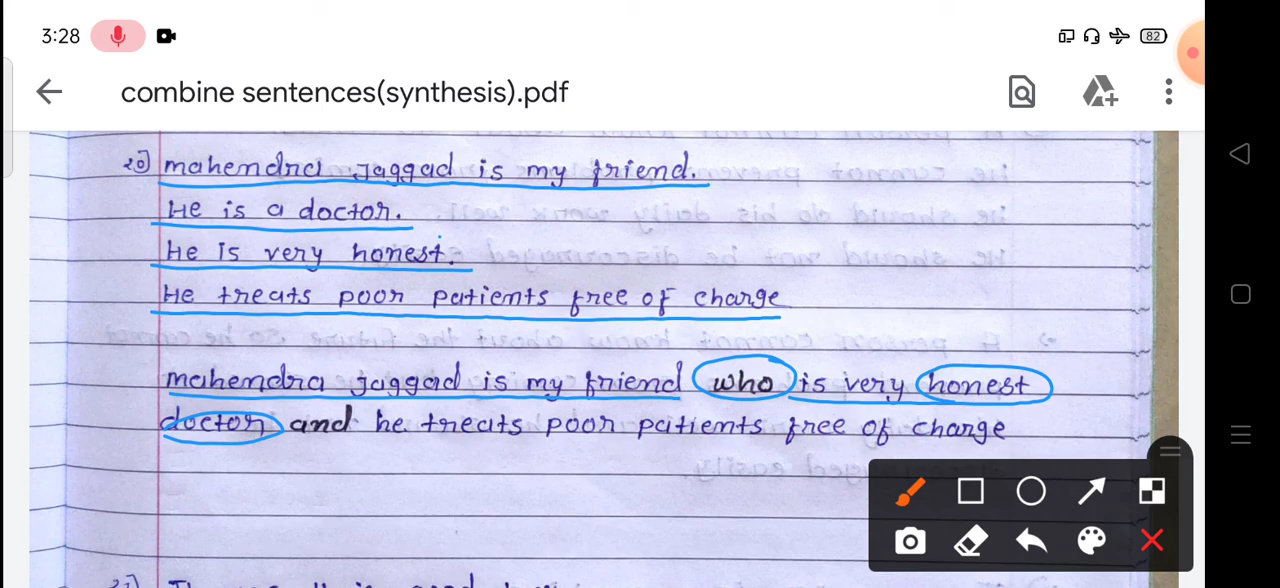 3:28
82
combine sentences(synthesis).pdf
20) mahendra Jaggad is my friend.
He is a doctor.
He is very honest.
He treats poor patients free of charge
mahendra jaggad is my friend who is very honest
doctor and he treats poor patients free of charge